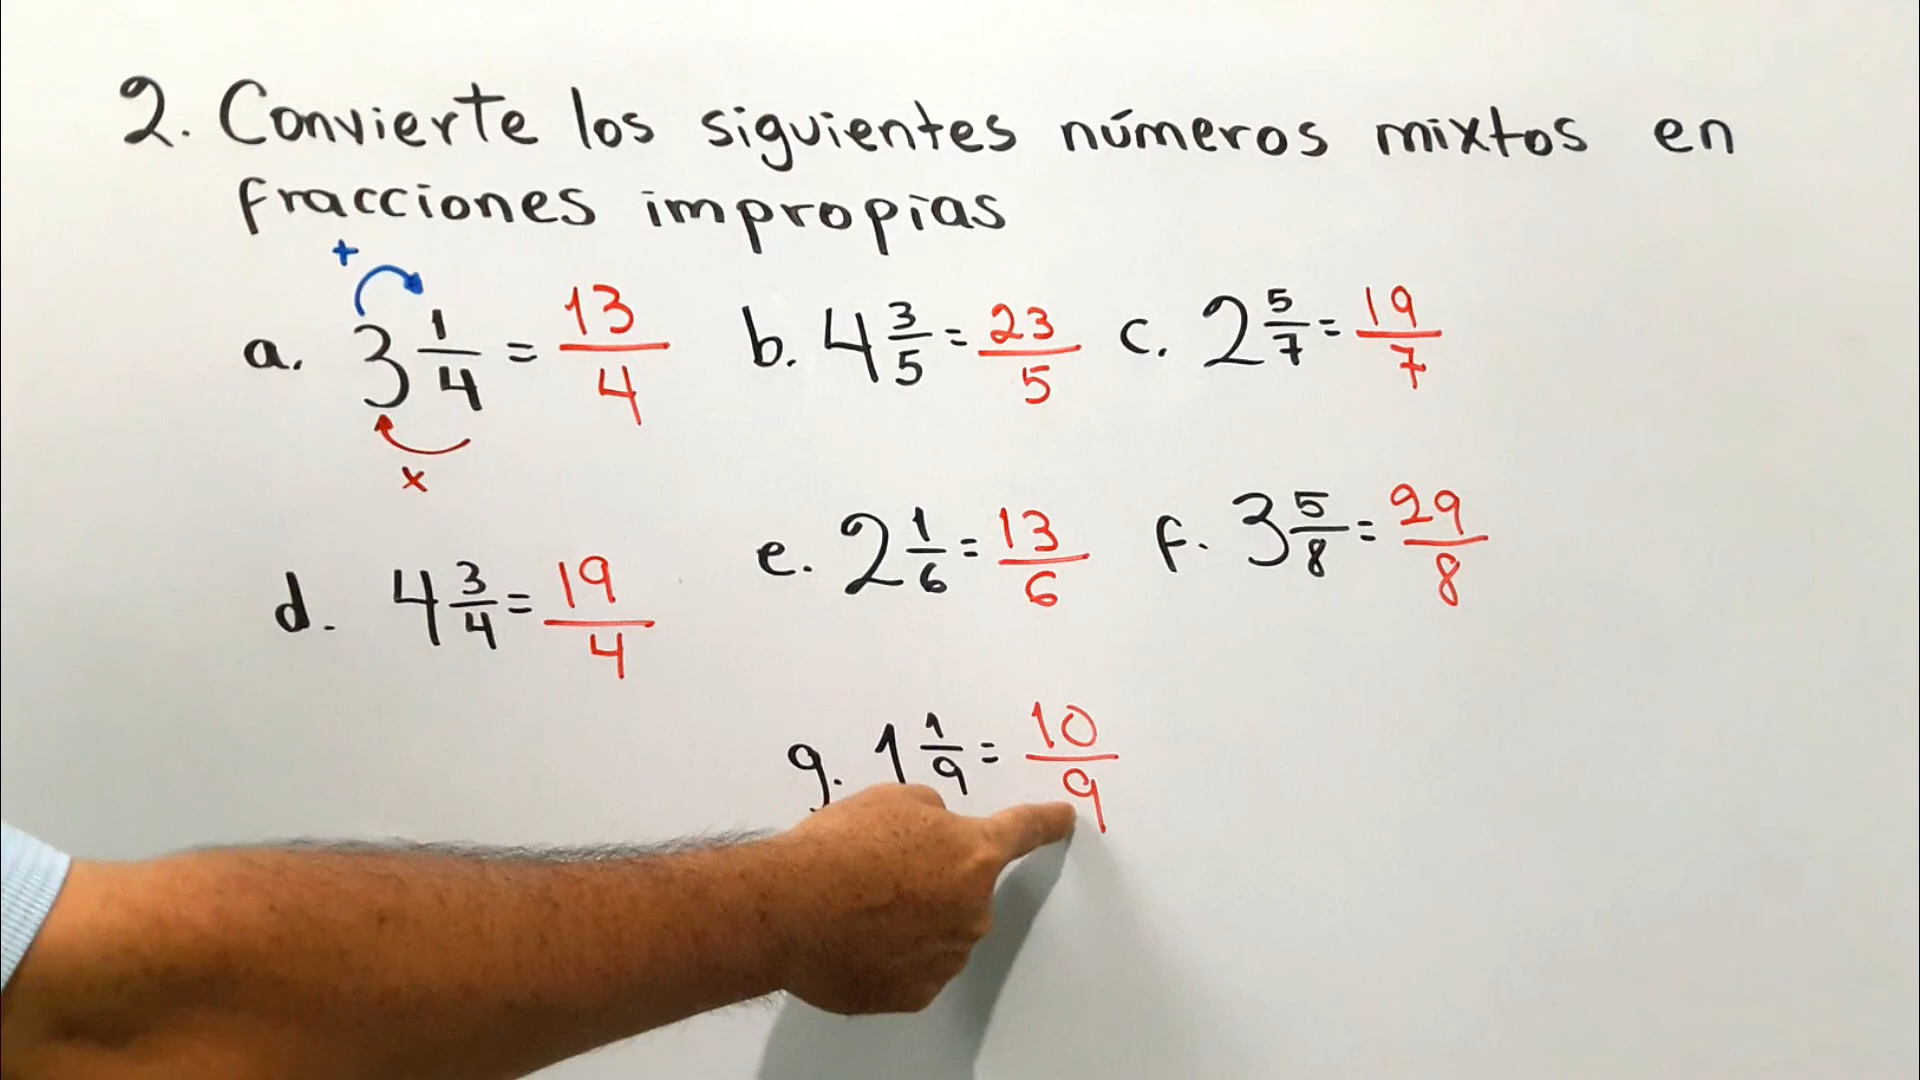 2. Convierte los siguientes números mixtos en
fracciones impropias
+
a. 3 1/4 = 13/4 b. 4 3/5 = 23/5 c. 2 5/7 = 19/7
x
d. 4 3/4 = 19/4 e. 2 1/6 = 13/6 f. 3 5/8 = 29/8
g. 1 1/9 = 10/9